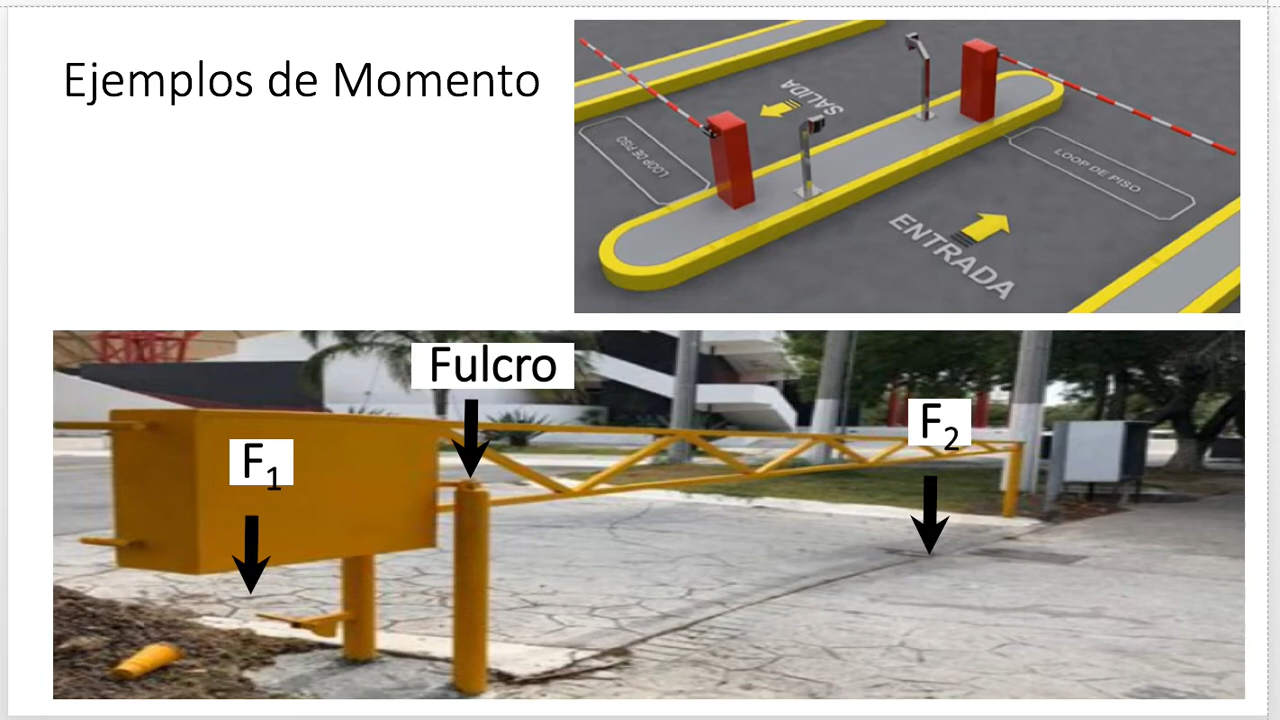 Ejemplos de Momento
SALIDA
LOOP DE PISO
LOOP DE PISO
ENTRADA
Fulcro
F1
F2